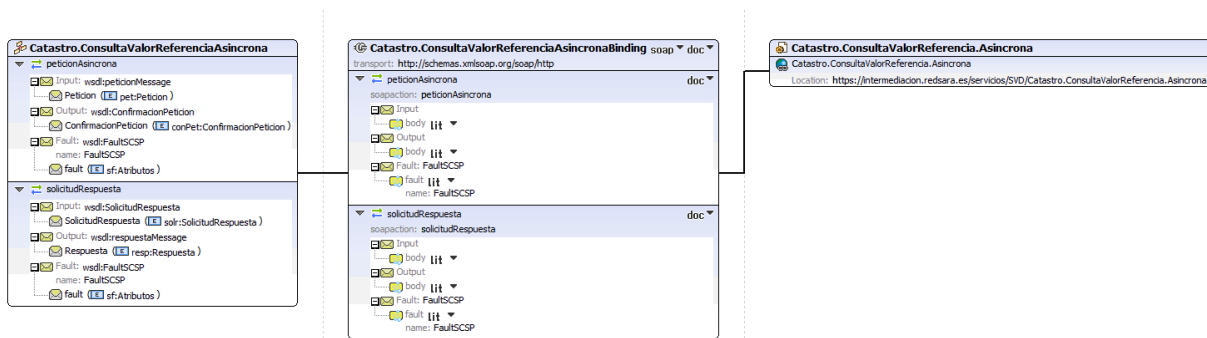 Catastro.ConsultaValorReferenciaAsincrona
peticionAsincrona
Input: wsdl:peticionMessage
Peticion (E pet:Peticion )
Output: wsdl:ConfirmacionPeticion
ConfirmacionPeticion (E conPet:ConfirmacionPeticion )
Fault: wsdl:FaultSCSP
name: FaultSCSP
fault (E sf:Atributos )
solicitudRespuesta
Input: wsdl:SolicitudRespuesta
SolicitudRespuesta (E solr:SolicitudRespuesta )
Output: wsdl:respuestaMessage
Respuesta (E resp:Respuesta )
Fault: wsdl:FaultSCSP
name: FaultSCSP
fault (E sf:Atributos )
Catastro.ConsultaValorReferenciaAsincronaBinding soap doc
transport: http://schemas.xmlsoap.org/soap/http
peticionAsincrona doc
soapaction: peticionAsincrona
Input
body lit
Output
body lit
Fault: FaultSCSP
fault lit
name: FaultSCSP
solicitudRespuesta doc
soapaction: solicitudRespuesta
Input
body lit
Output
body lit
Fault: FaultSCSP
fault lit
name: FaultSCSP
Catastro.ConsultaValorReferencia.Asincrona
Catastro.ConsultaValorReferencia.Asincrona
Location: https://intermediacion.redsara.es/servicios/SVD/Catastro.ConsultaValorReferencia.Asincrona